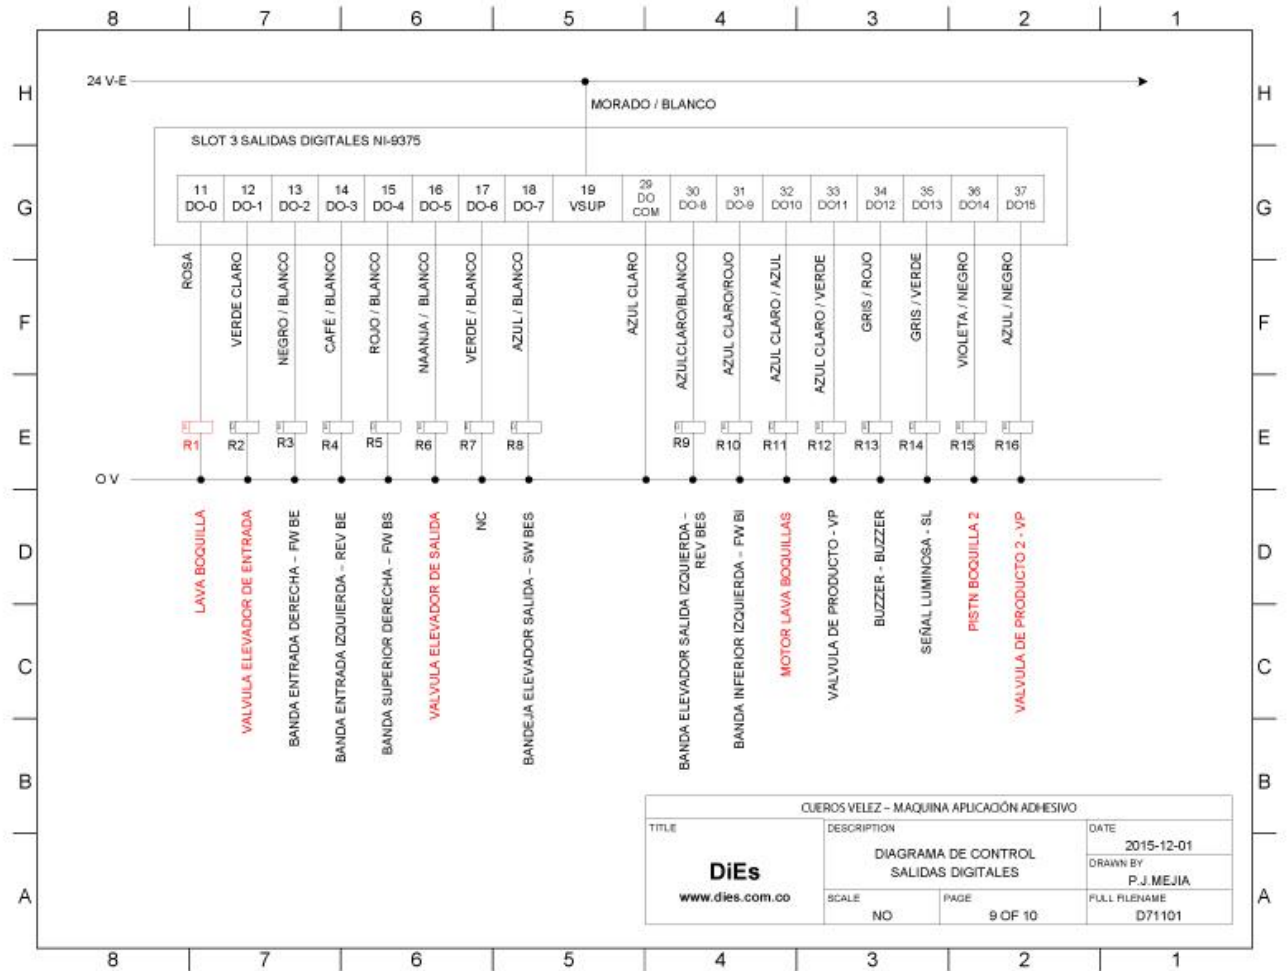 8 7 6 5 4 3 2 1
H H
24 V-E
MORADO / BLANCO
SLOT 3 SALIDAS DIGITALES NI-9375
G G
11 12 13 14 15 16 17 18 19 29 30 31 32 33 34 35 36 37
DO-0 DO-1 DO-2 DO-3 DO-4 DO-5 DO-6 DO-7 VSUP DO COM DO-8 DO-9 DO10 DO11 DO12 DO13 DO14 DO15
ROSA
VERDE CLARO
NEGRO / BLANCO
CAFÉ / BLANCO
ROJO / BLANCO
NAANJA / BLANCO
VERDE / BLANCO
AZUL / BLANCO
AZUL CLARO
AZULCLARO/BLANCO
AZUL CLARO/ROJO
AZUL CLARO / AZUL
AZUL CLARO / VERDE
GRIS / ROJO
GRIS / VERDE
VIOLETA / NEGRO
AZUL / NEGRO
F F
E E
R1 R2 R3 R4 R5 R6 R7 R8 R9 R10 R11 R12 R13 R14 R15 R16
O V
D D
LAVA BOQUILLA
VALVULA ELEVADOR DE ENTRADA
BANDA ENTRADA DERECHA – FW BE
BANDA ENTRADA IZQUIERDA – REV BE
BANDA SUPERIOR DERECHA – FW BS
VALVULA ELEVADOR DE SALIDA
NC
BANDEJA ELEVADOR SALIDA – SW BES
BANDA ELEVADOR SALIDA IZQUIERDA –
REV BES
BANDA INFERIOR IZQUIERDA – FW BI
MOTOR LAVA BOQUILLAS
VALVULA DE PRODUCTO - VP
BUZZER - BUZZER
SEÑAL LUMINOSA - SL
PISTN BOQUILLA 2
VALVULA DE PRODUCTO 2 - VP
C C
B B
CUEROS VELEZ – MAQUINA APLICACIÓN ADHESIVO
TITLE
DiEs
www.dies.com.co
DESCRIPTION
DIAGRAMA DE CONTROL
SALIDAS DIGITALES
DATE
2015-12-01
DRAWN BY
P.J.MEJIA
SCALE
NO
PAGE
9 OF 10
FULL FILENAME
D71101
A A
8 7 6 5 4 3 2 1